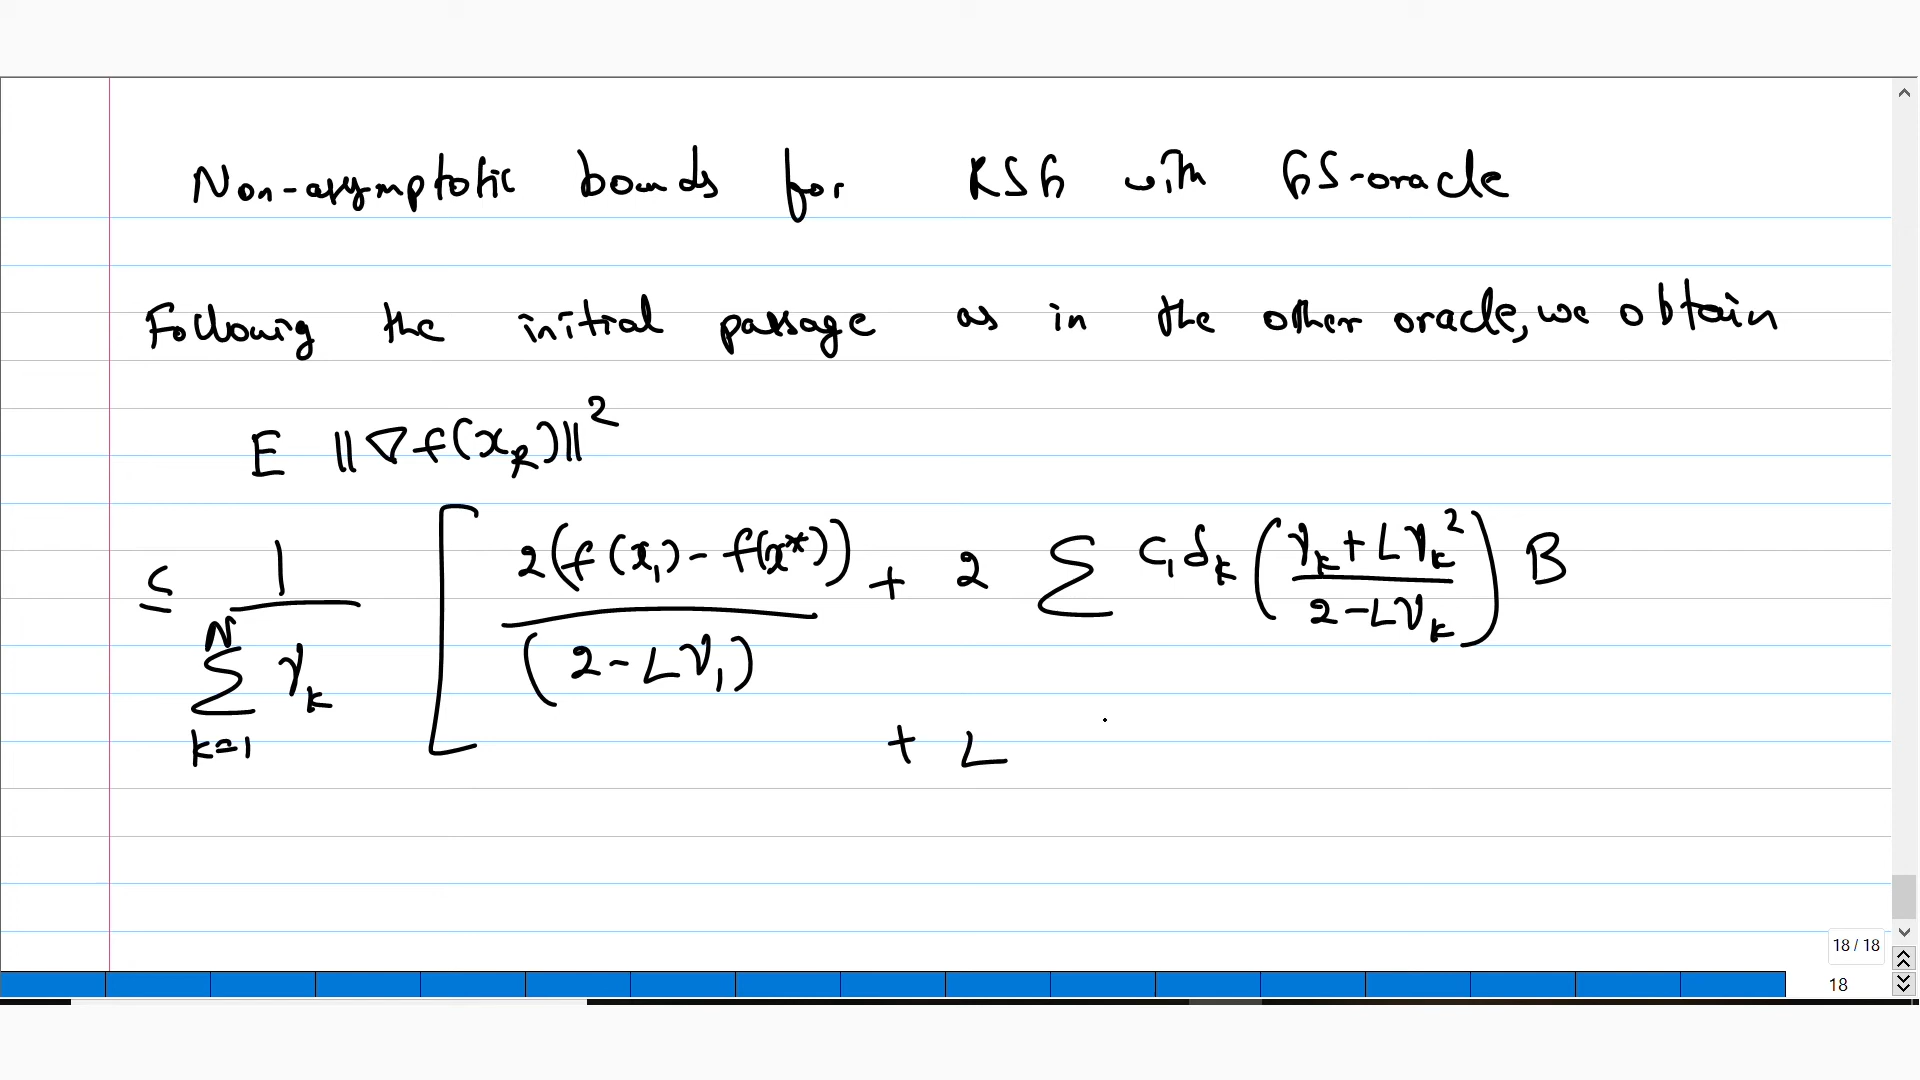 Non-asymptotic bounds for RSG with GS-oracle
Followig the initial passage as in the other oracle, we obtain
E ||∇f(x_R)||^2
≤ 1 / (∑_{k=1}^{N} γ_k) [ 2(f(x_1) - f(x*)) / (2 - Lγ_1) + 2 ∑ C_1 δ_k ( (γ_k + Lγ_k^2) / (2 - Lγ_k) ) B
+ L
18 / 18
18